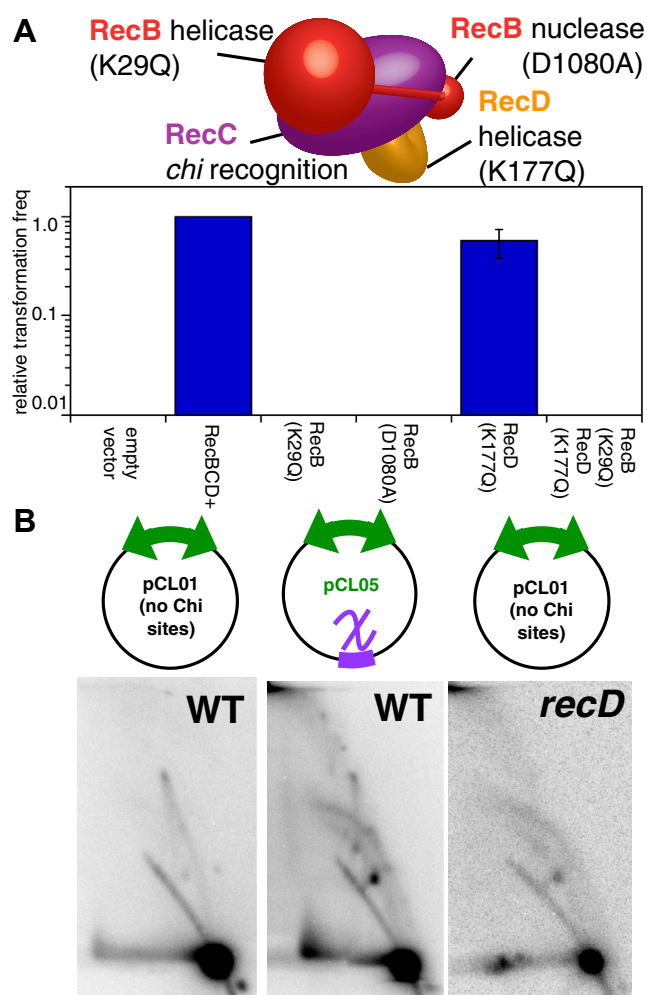 A
RecB helicase
(K29Q)
RecB nuclease
(D1080A)
RecD
helicase
(K177Q)
RecC
chi recognition
relative transformation freq
1.0
0.1
0.01
empty
vector
RecBCD+
RecB
(K29Q)
RecB
(D1080A)
RecD
(K177Q)
RecB
(K29Q)
RecD
(K177Q)
B
pCL01
(no Chi
sites)
pCL05
χ
pCL01
(no Chi
sites)
WT
WT
recD